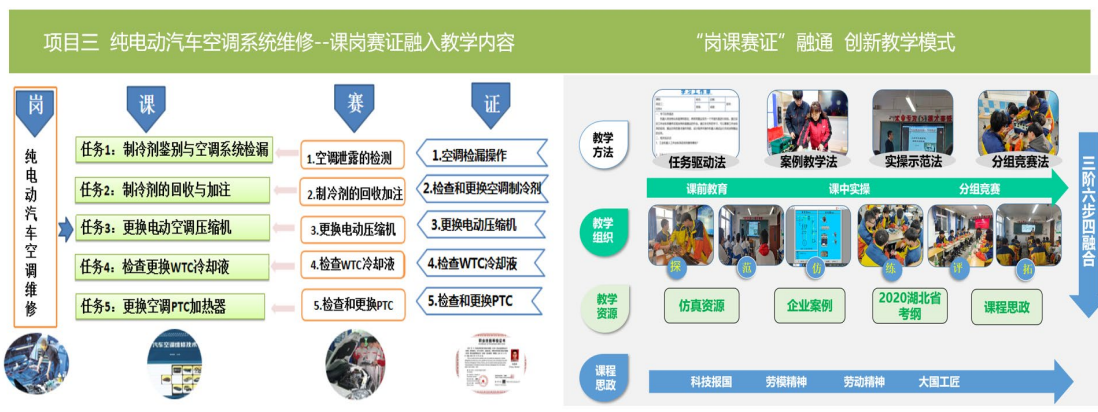 项目三 纯电动汽车空调系统维修--课岗赛证融入教学内容
岗
课
赛
证
纯电动汽车空调维修
任务1：制冷剂鉴别与空调系统检漏
任务2：制冷剂的回收与加注
任务3：更换电动空调压缩机
任务4：检查更换WTC冷却液
任务5：更换空调PTC加热器
1.空调泄露的检测
2.制冷剂的回收加注
3.更换电动压缩机
4.检查WTC冷却液
5.检查和更换PTC
1.空调检漏操作
2.检查和更换空调制冷剂
3.更换电动压缩机
4.检查WTC冷却液
5.检查和更换PTC
汽车空调维修技术
“岗课赛证”融通 创新教学模式
教学
方法
学习工作单
任务驱动法
案例教学法
实操示范法
分组竞赛法
课前教育
课中实操
分组竞赛
教学
组织
探
范
仿
练
评
拓
教学
资源
仿真资源
企业案例
2020湖北省
考纲
课程思政
课程
思政
科技报国
劳模精神
劳动精神
大国工匠
三阶六步四融合